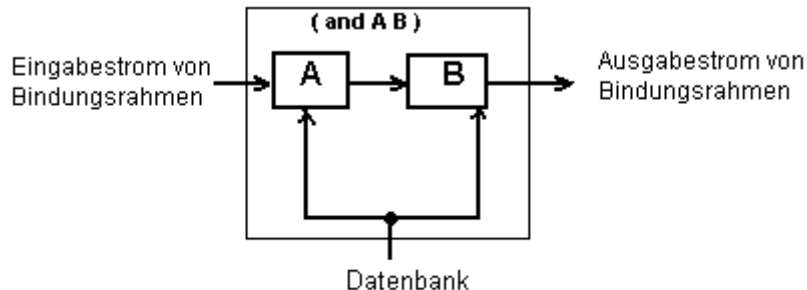 ( and A B )
Eingabestrom von
Bindungsrahmen
A
B
Ausgabestrom von
Bindungsrahmen
Datenbank